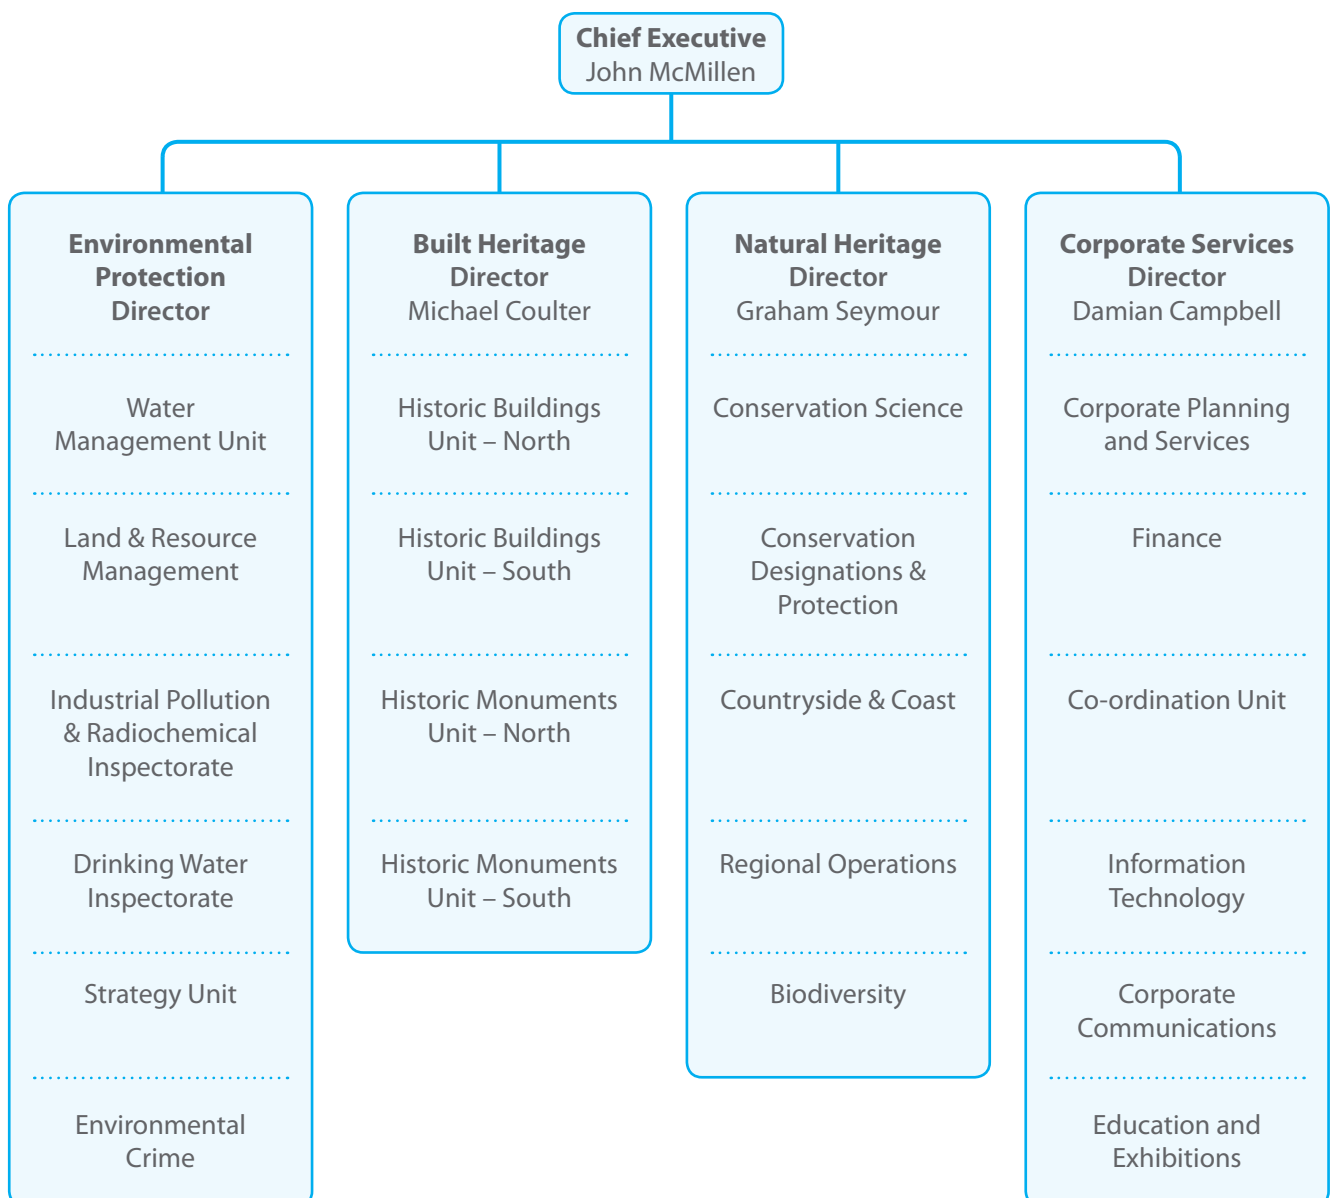 Chief Executive
John McMillen
Environmental
Protection
Director
Water
Management Unit
Land & Resource
Management
Industrial Pollution
& Radiochemical
Inspectorate
Drinking Water
Inspectorate
Strategy Unit
Environmental
Crime
Built Heritage
Director
Michael Coulter
Historic Buildings
Unit – North
Historic Buildings
Unit – South
Historic Monuments
Unit – North
Historic Monuments
Unit – South
Natural Heritage
Director
Graham Seymour
Conservation Science
Conservation
Designations &
Protection
Countryside & Coast
Regional Operations
Biodiversity
Corporate Services
Director
Damian Campbell
Corporate Planning
and Services
Finance
Co-ordination Unit
Information
Technology
Corporate
Communications
Education and
Exhibitions